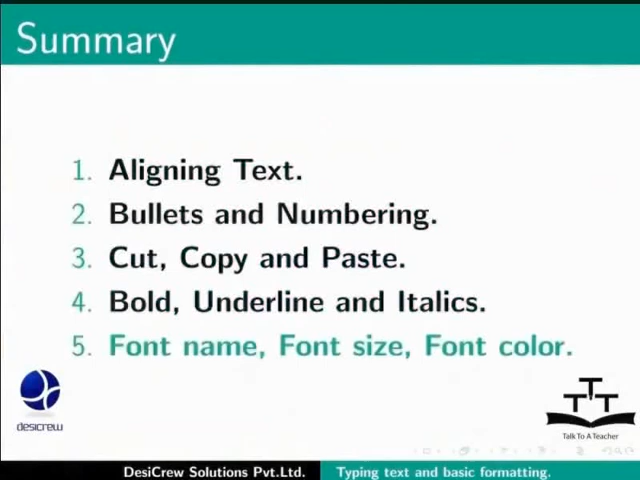 Summary
1. Aligning Text.
2. Bullets and Numbering.
3. Cut, Copy and Paste.
4. Bold, Underline and Italics.
5. Font name, Font size, Font color.
desicrew
TTT
Talk To A Teacher
DesiCrew Solutions Pvt.Ltd. Typing text and basic formatting.